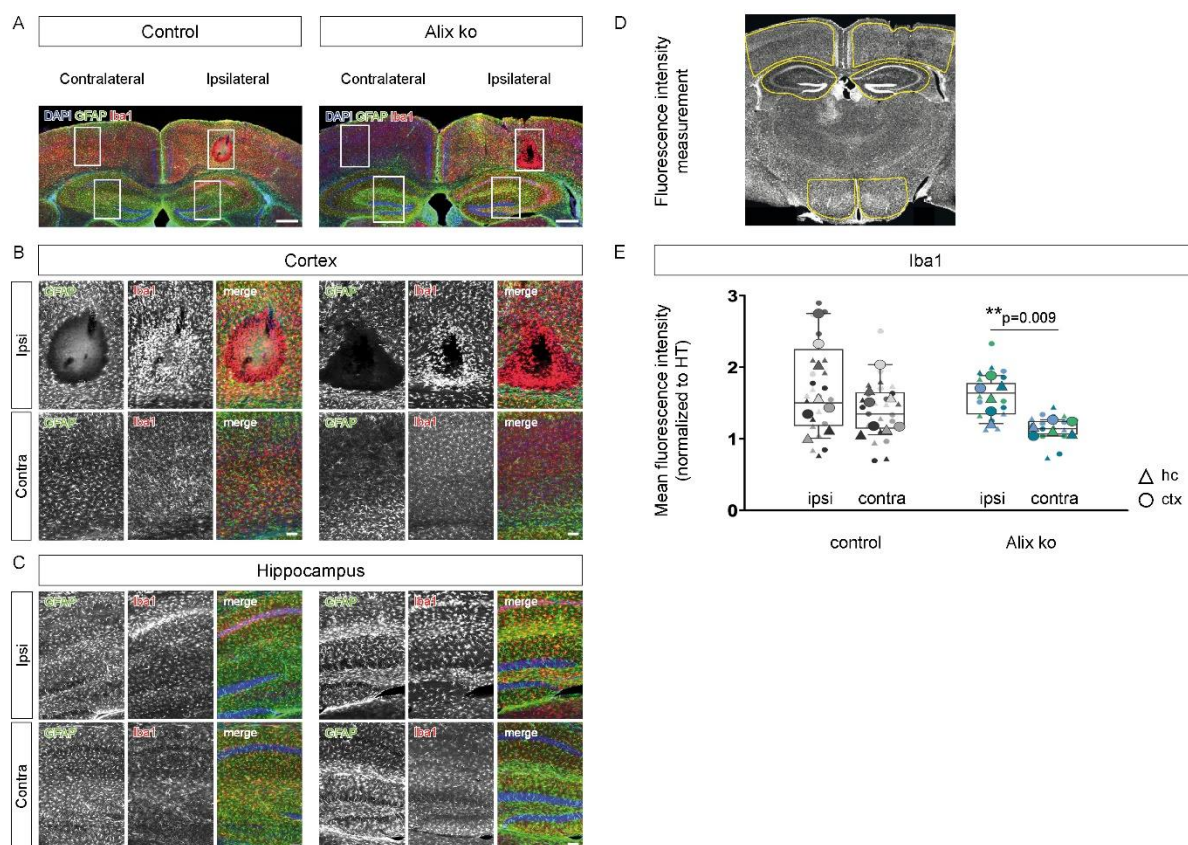 A
Control
Alix ko
Contralateral
Ipsilateral
Contralateral
Ipsilateral
DAPI GFAP Iba1
DAPI GFAP Iba1
B
Cortex
Ipsi
GFAP
Iba1
merge
GFAP
Iba1
merge
Contra
GFAP
Iba1
merge
GFAP
Iba1
merge
C
Hippocampus
Ipsi
GFAP
Iba1
merge
GFAP
Iba1
merge
Contra
GFAP
Iba1
merge
GFAP
Iba1
merge
D
Fluorescence intensity
measurement
E
Iba1
Mean fluorescence intensity
(normalized to HT)
3
2
1
0
**p=0.009
ipsi
contra
ipsi
contra
hc
ctx
control
Alix ko